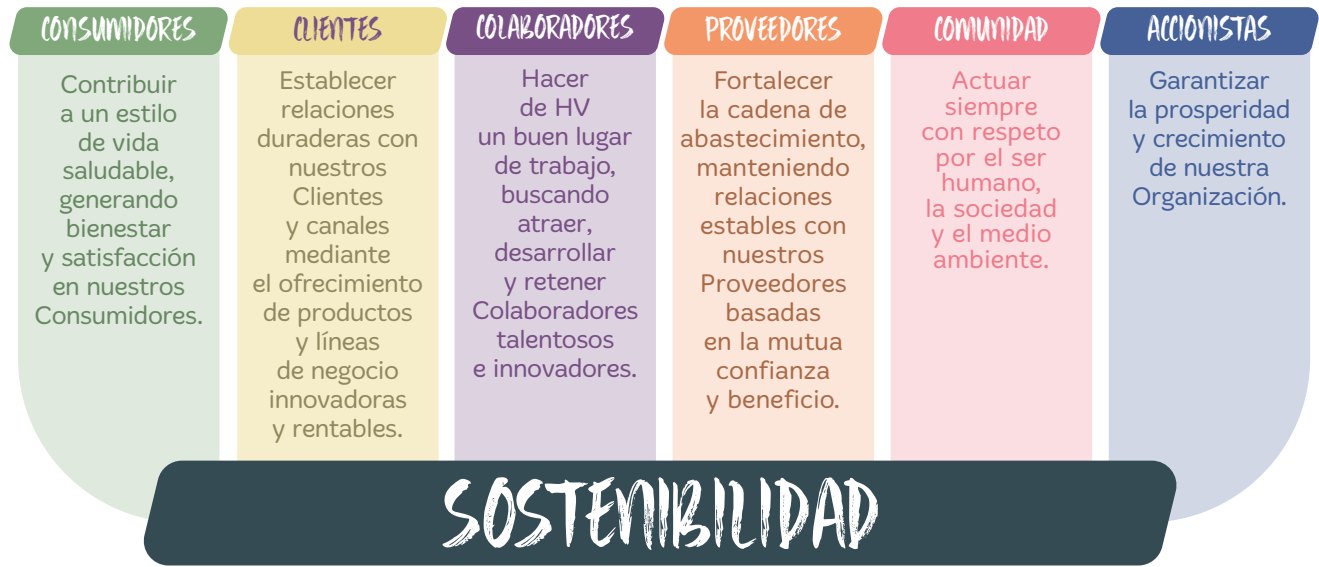 CONSUMIDORES
Contribuir
a un estilo
de vida
saludable,
generando
bienestar
y satisfacción
en nuestros
Consumidores.
CLIENTES
Establecer
relaciones
duraderas con
nuestros
Clientes
y canales
mediante
el ofrecimiento
de productos
y líneas
de negocio
innovadoras
y rentables.
COLABORADORES
Hacer
de HV
un buen lugar
de trabajo,
buscando
atraer,
desarrollar
y retener
Colaboradores
talentosos
e innovadores.
PROVEEDORES
Fortalecer
la cadena de
abastecimiento,
manteniendo
relaciones
estables con
nuestros
Proveedores
basadas
en la mutua
confianza
y beneficio.
COMUNIDAD
Actuar
siempre
con respeto
por el ser
humano,
la sociedad
y el medio
ambiente.
ACCIONISTAS
Garantizar
la prosperidad
y crecimiento
de nuestra
Organización.
SOSTENIBILIDAD